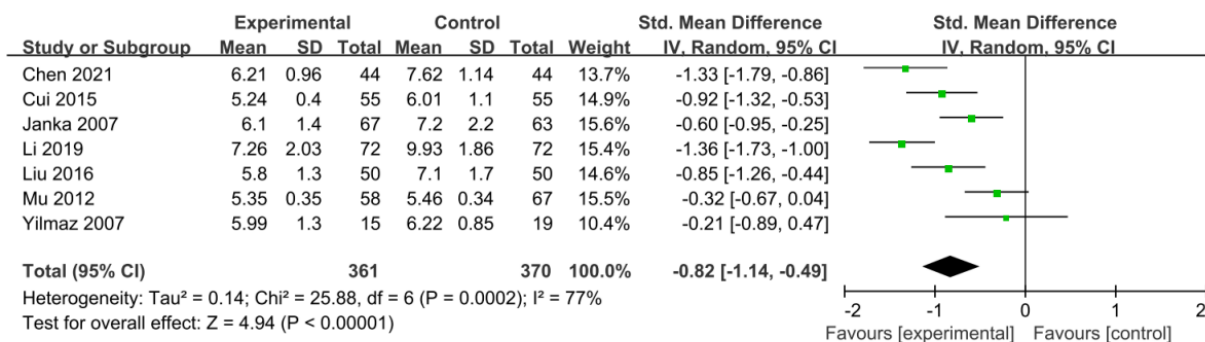 Experimental Control Std. Mean Difference Std. Mean Difference
Study or Subgroup Mean SD Total Mean SD Total Weight IV, Random, 95% CI IV, Random, 95% CI
Chen 2021 6.21 0.96 44 7.62 1.14 44 13.7% -1.33 [-1.79, -0.86]
Cui 2015 5.24 0.4 55 6.01 1.1 55 14.9% -0.92 [-1.32, -0.53]
Janka 2007 6.1 1.4 67 7.2 2.2 63 15.6% -0.60 [-0.95, -0.25]
Li 2019 7.26 2.03 72 9.93 1.86 72 15.4% -1.36 [-1.73, -1.00]
Liu 2016 5.8 1.3 50 7.1 1.7 50 14.6% -0.85 [-1.26, -0.44]
Mu 2012 5.35 0.35 58 5.46 0.34 67 15.4% -0.32 [-0.67, 0.04]
Yilmaz 2007 5.99 1.3 15 6.22 0.85 19 10.4% -0.21 [-0.89, 0.47]
Total (95% CI) 361 370 100.0% -0.82 [-1.14, -0.49]
Heterogeneity: Tau² = 0.14; Chi² = 25.88, df = 6 (P = 0.0002); I² = 77%
Test for overall effect: Z = 4.94 (P < 0.00001)
-2 -1 0 1 2
Favours [experimental] Favours [control]